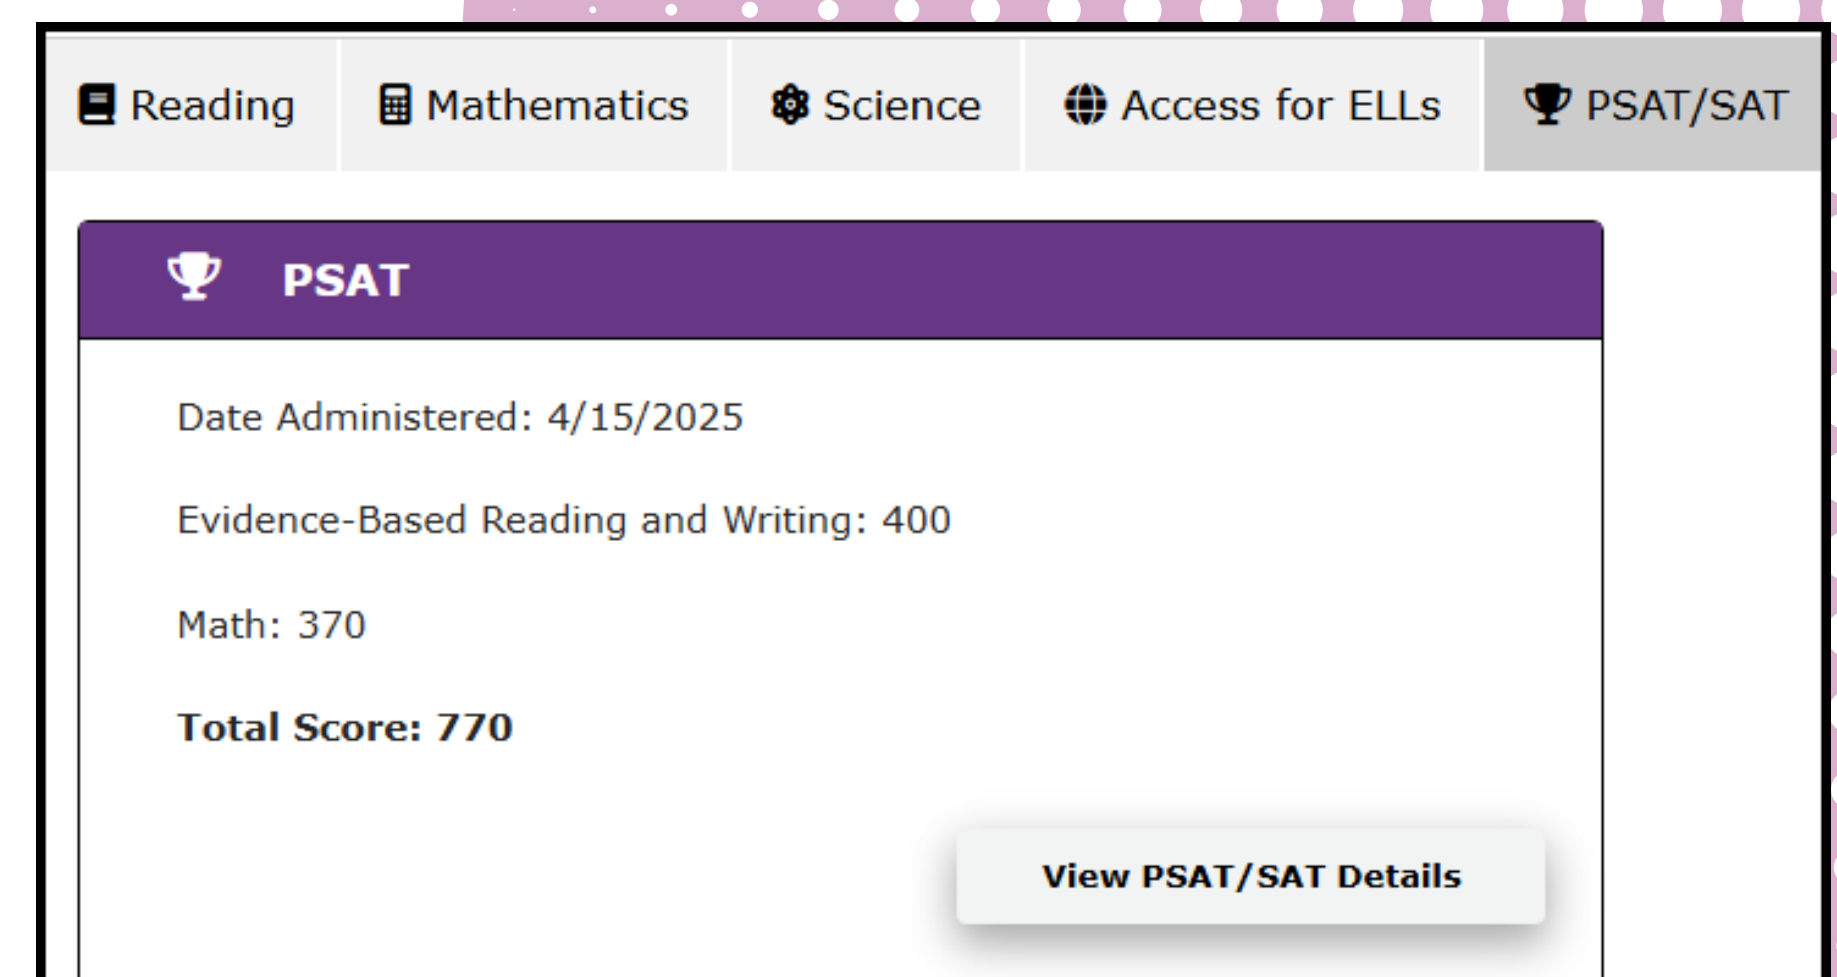 Reading Mathematics Science Access for ELLs PSAT/SAT
PSAT
Date Administered: 4/15/2025
Evidence-Based Reading and Writing: 400
Math: 370
Total Score: 770
View PSAT/SAT Details